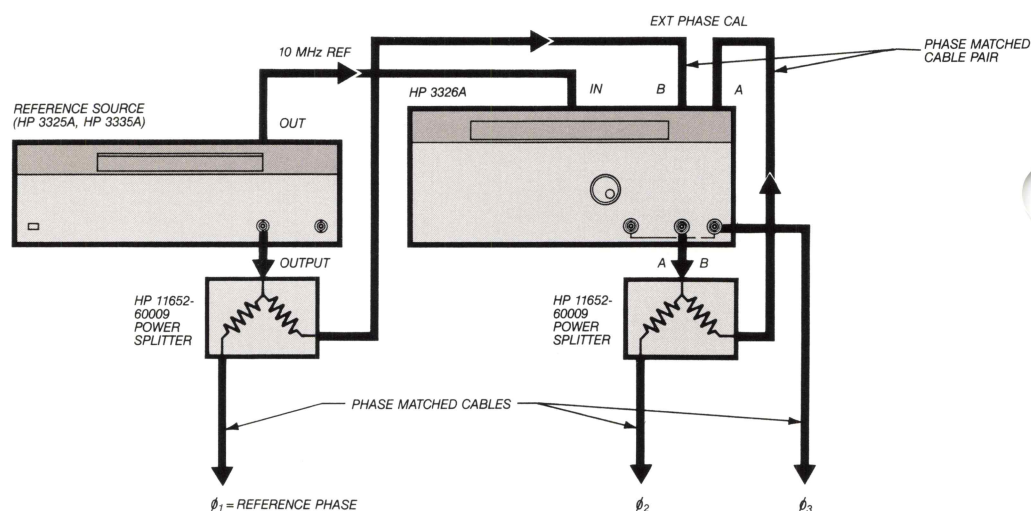 EXT PHASE CAL
10 MHz REF
PHASE MATCHED
CABLE PAIR
HP 3326A
IN
B
A
REFERENCE SOURCE
(HP 3325A, HP 3335A)
OUT
OUTPUT
A
B
HP 11652-
60009
POWER
SPLITTER
HP 11652-
60009
POWER
SPLITTER
PHASE MATCHED CABLES
ϕ1 = REFERENCE PHASE
ϕ2
ϕ3